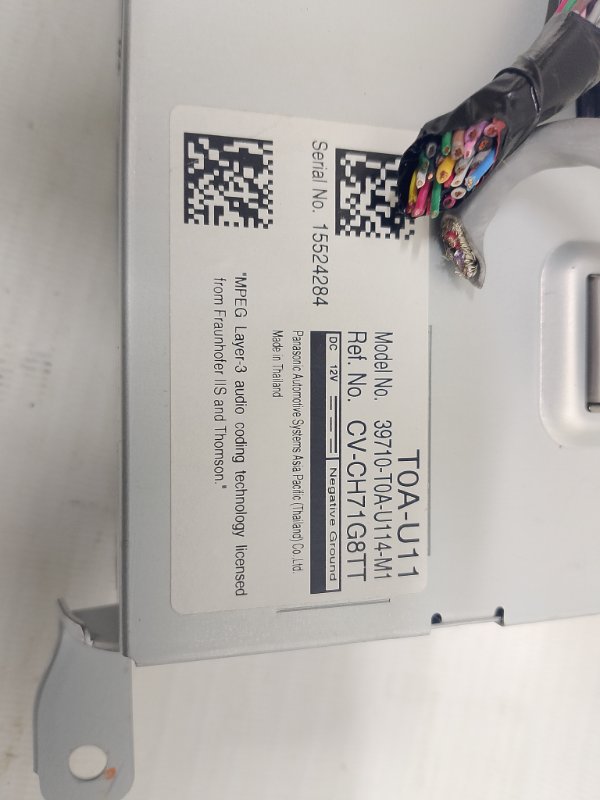 T0A-U11
Model No. 39710-T0A-U114-M1
Ref. No. CV-CH71G8TT
DC 12V Negative Ground
Panasonic Automotive Systems Asia Pacific (Thailand) Co.,Ltd.
Made in Thailand
Serial No. 15524284
"MPEG Layer-3 audio coding technology licensed
from Fraunhofer IIS and Thomson."